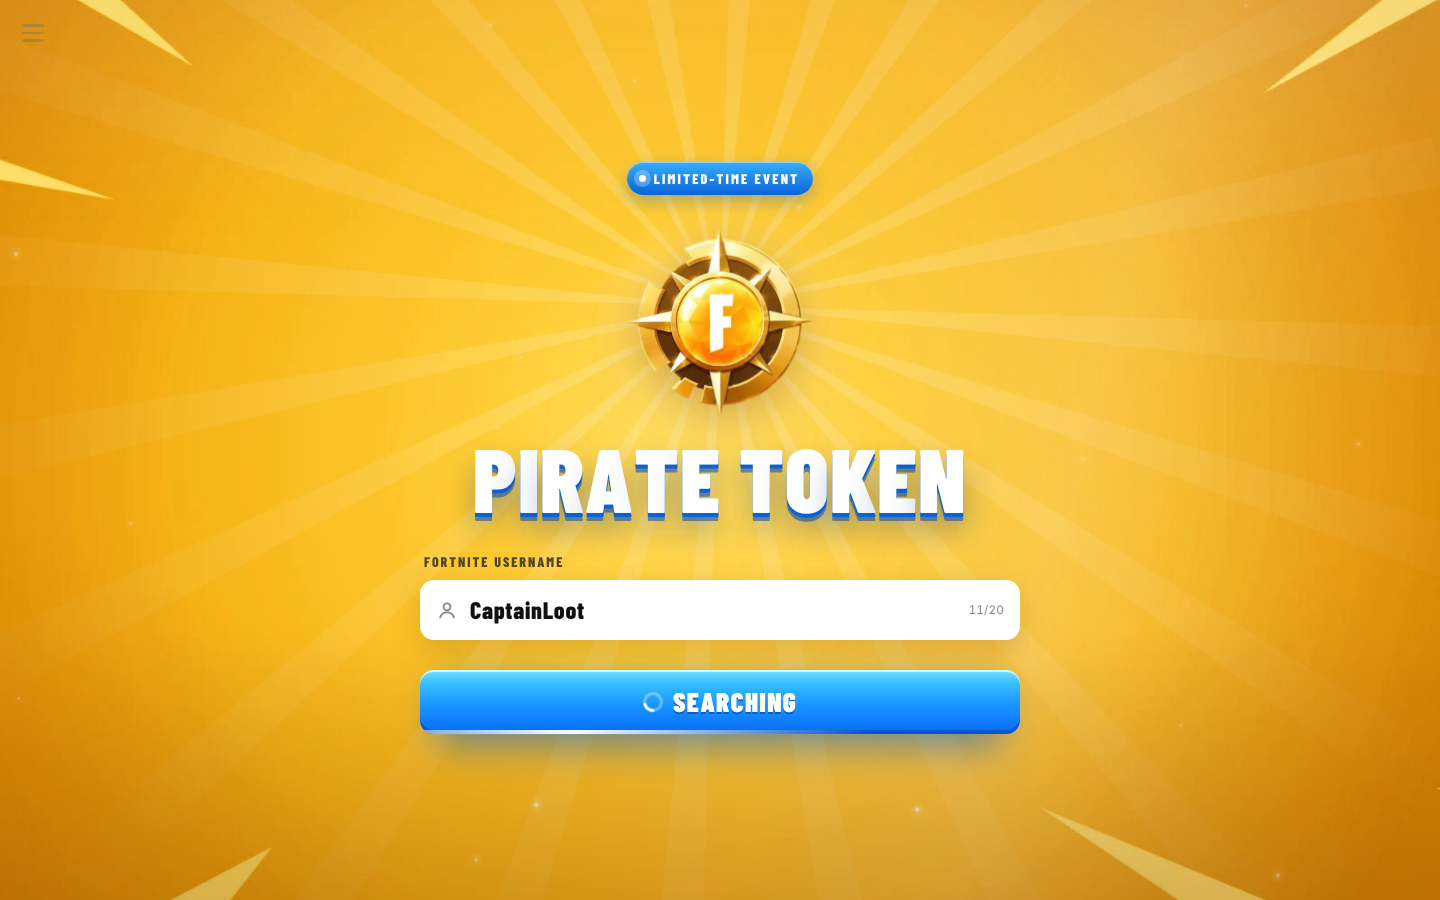 LIMITED-TIME EVENT
F
PIRATE TOKEN
FORTNITE USERNAME
CaptainLoot
11/20
SEARCHING